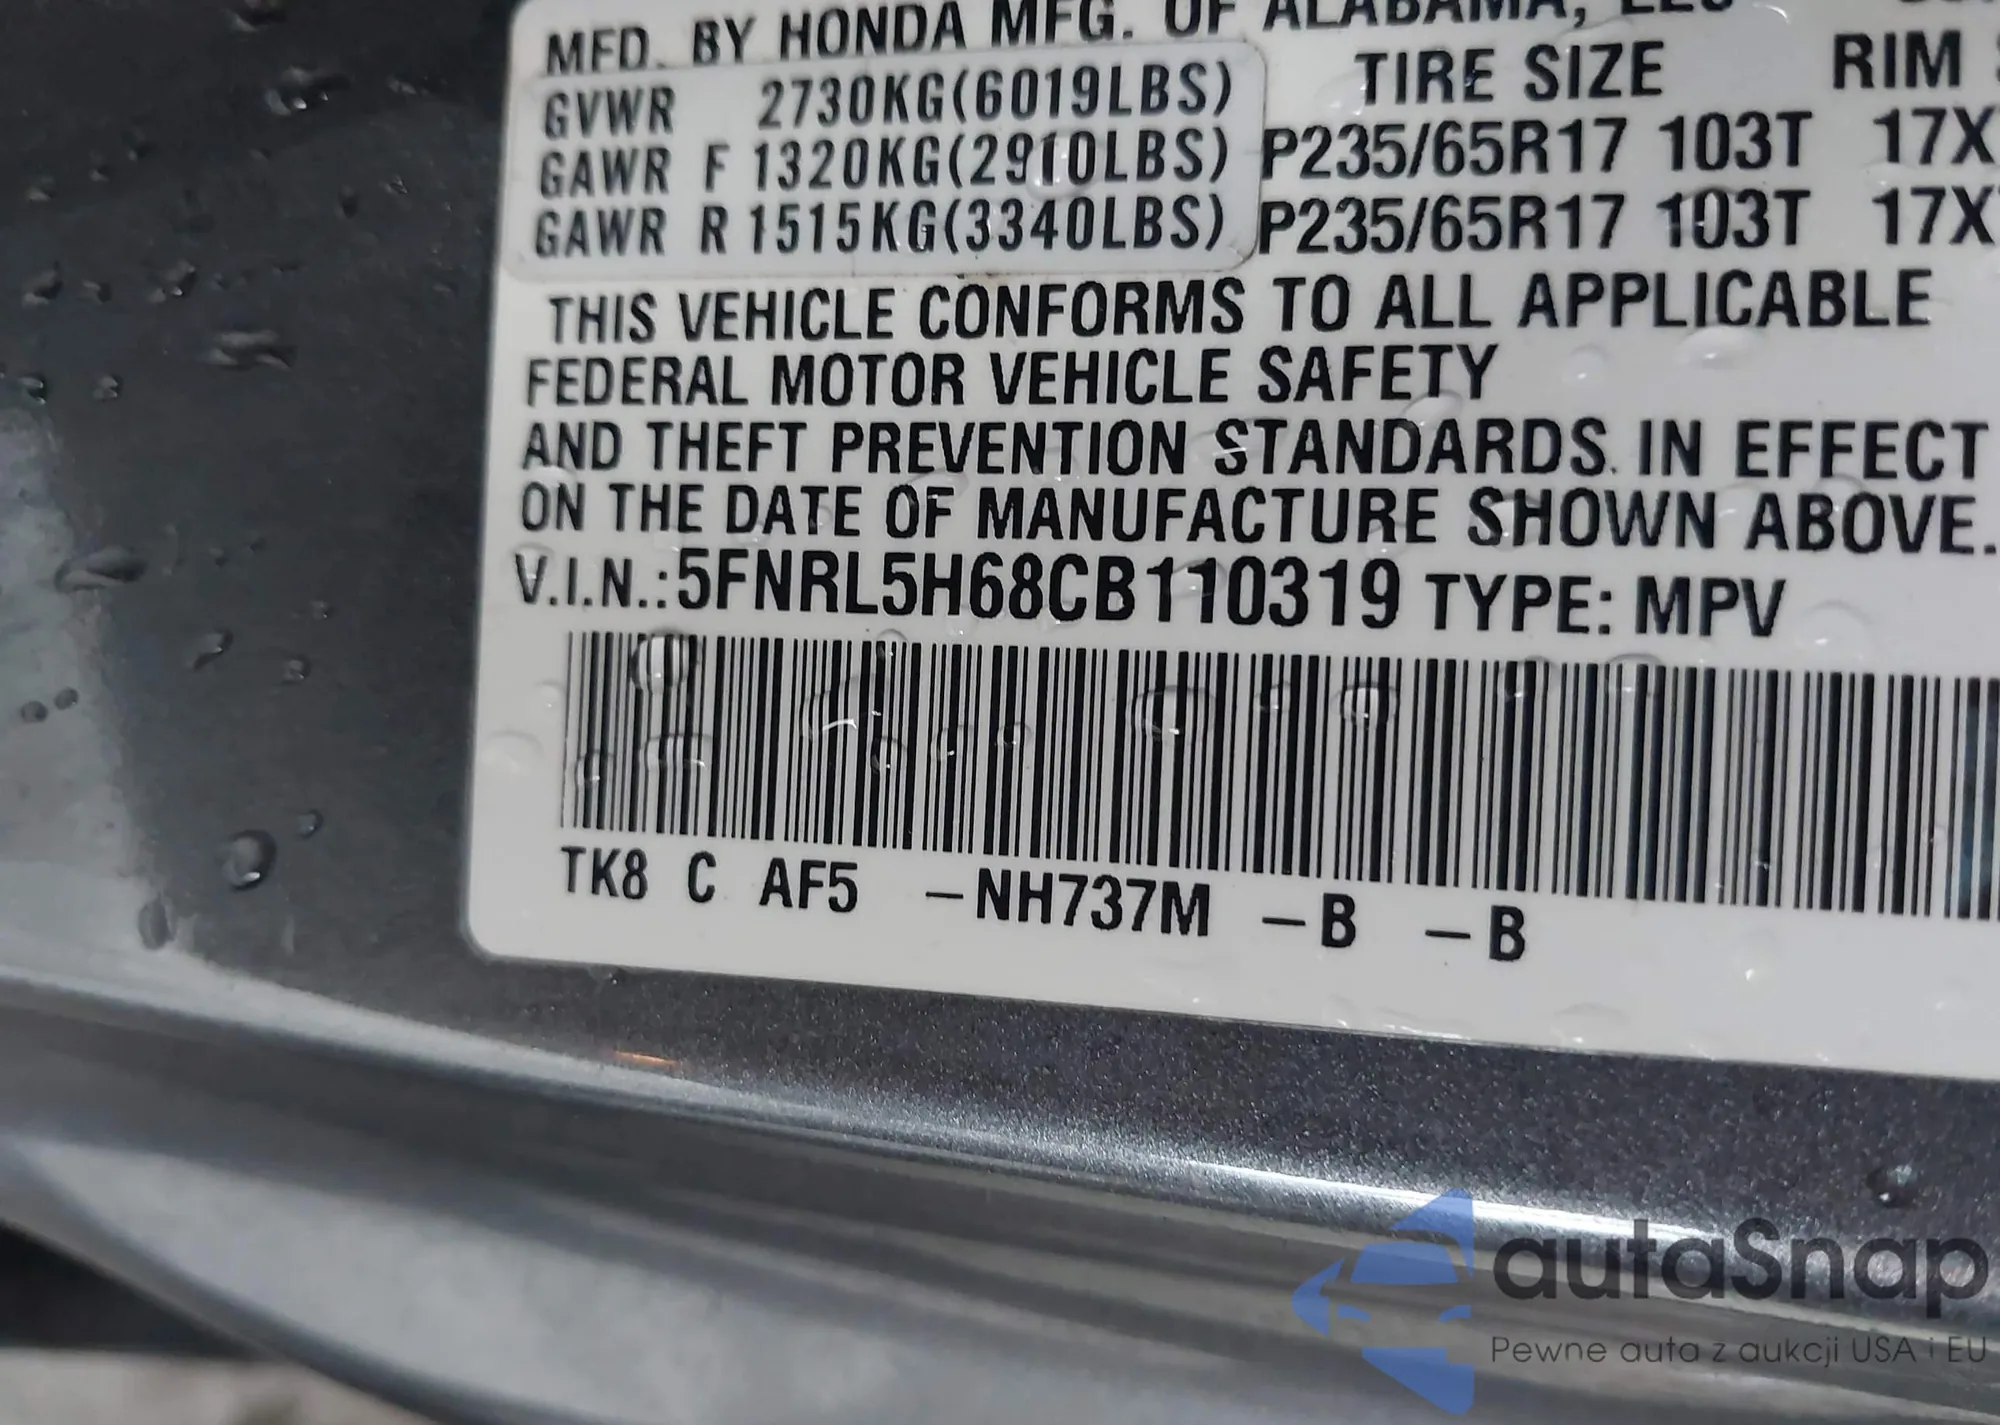 MFD. BY HONDA MFG. OF ALABAMA, LLC
TIRE SIZE RIM
GVWR 2730KG(6019LBS)
GAWR F 1320KG(2910LBS) P235/65R17 103T 17X
GAWR R 1515KG(3340LBS) P235/65R17 103T 17X
THIS VEHICLE CONFORMS TO ALL APPLICABLE
FEDERAL MOTOR VEHICLE SAFETY
AND THEFT PREVENTION STANDARDS IN EFFECT
ON THE DATE OF MANUFACTURE SHOWN ABOVE.
V.I.N.:5FNRL5H68CB110319 TYPE: MPV
TK8 C AF5 –NH737M –B –B
autaSnap
Pewne auta z aukcji USA i EU